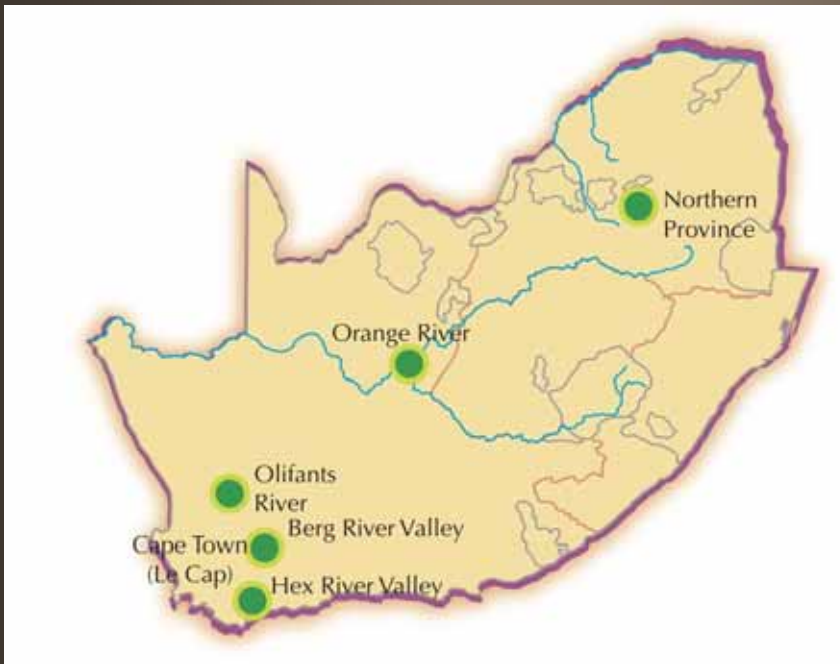 Northern
Province
Orange River
Olifants
River
Berg River Valley
Cape Town
(Le Cap)
Hex River Valley